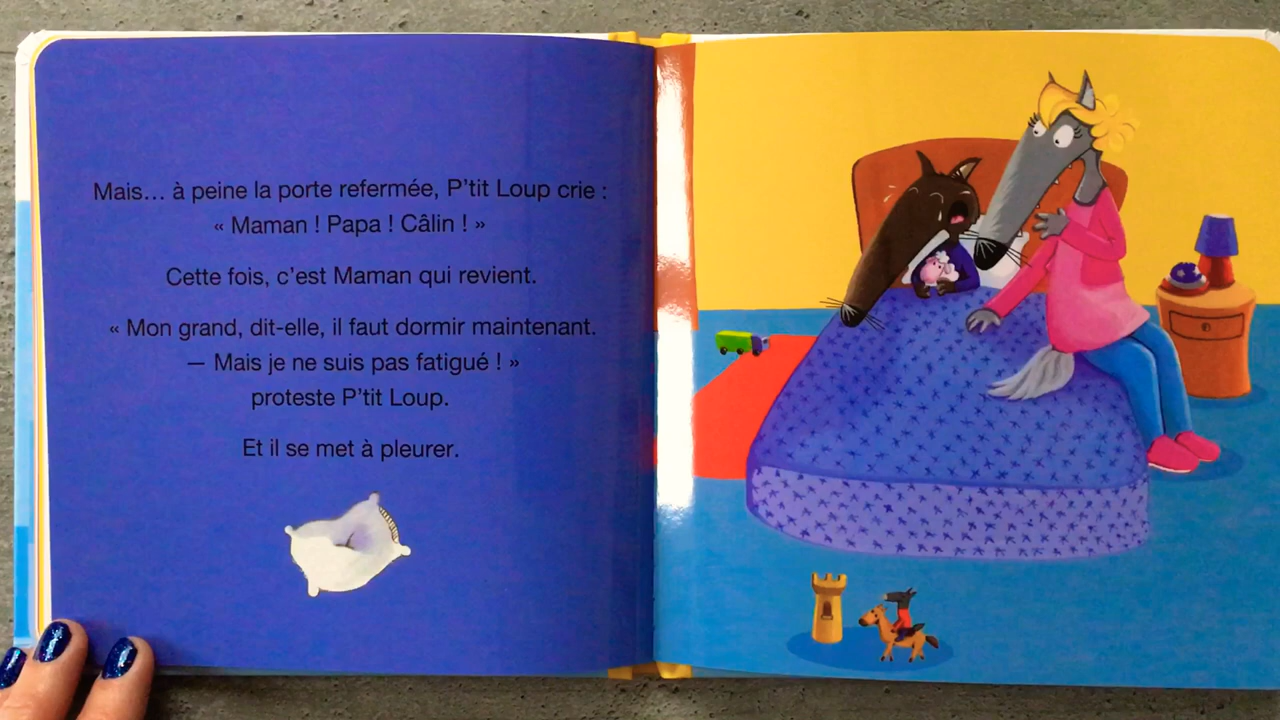 Mais... à peine la porte refermée, P'tit Loup crie :
« Maman ! Papa ! Câlin ! »
Cette fois, c'est Maman qui revient.
« Mon grand, dit-elle, il faut dormir maintenant.
— Mais je ne suis pas fatigué ! »
proteste P'tit Loup.
Et il se met à pleurer.